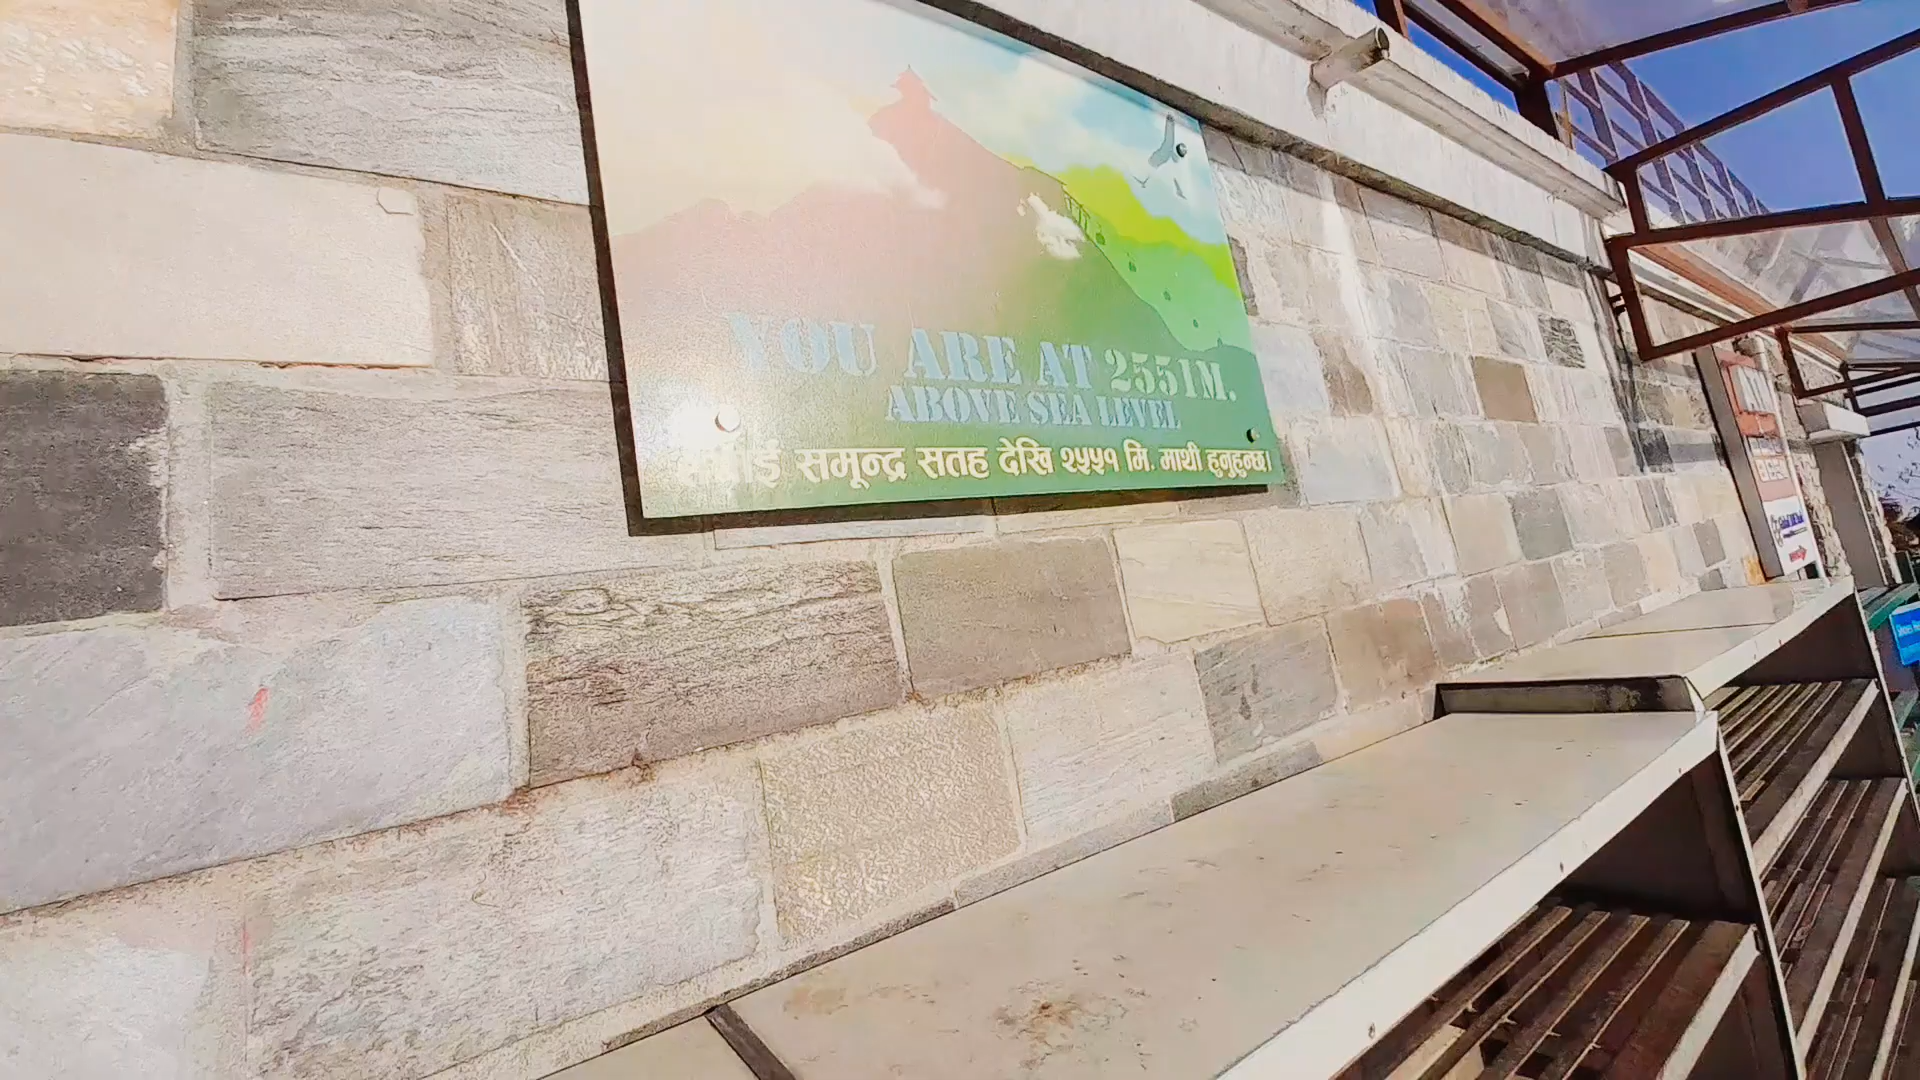 YOU ARE AT 2551M.
ABOVE SEA LEVEL
समून्द्र सतह देखि २५५१ मि. माथी हुनुहुन्छ।